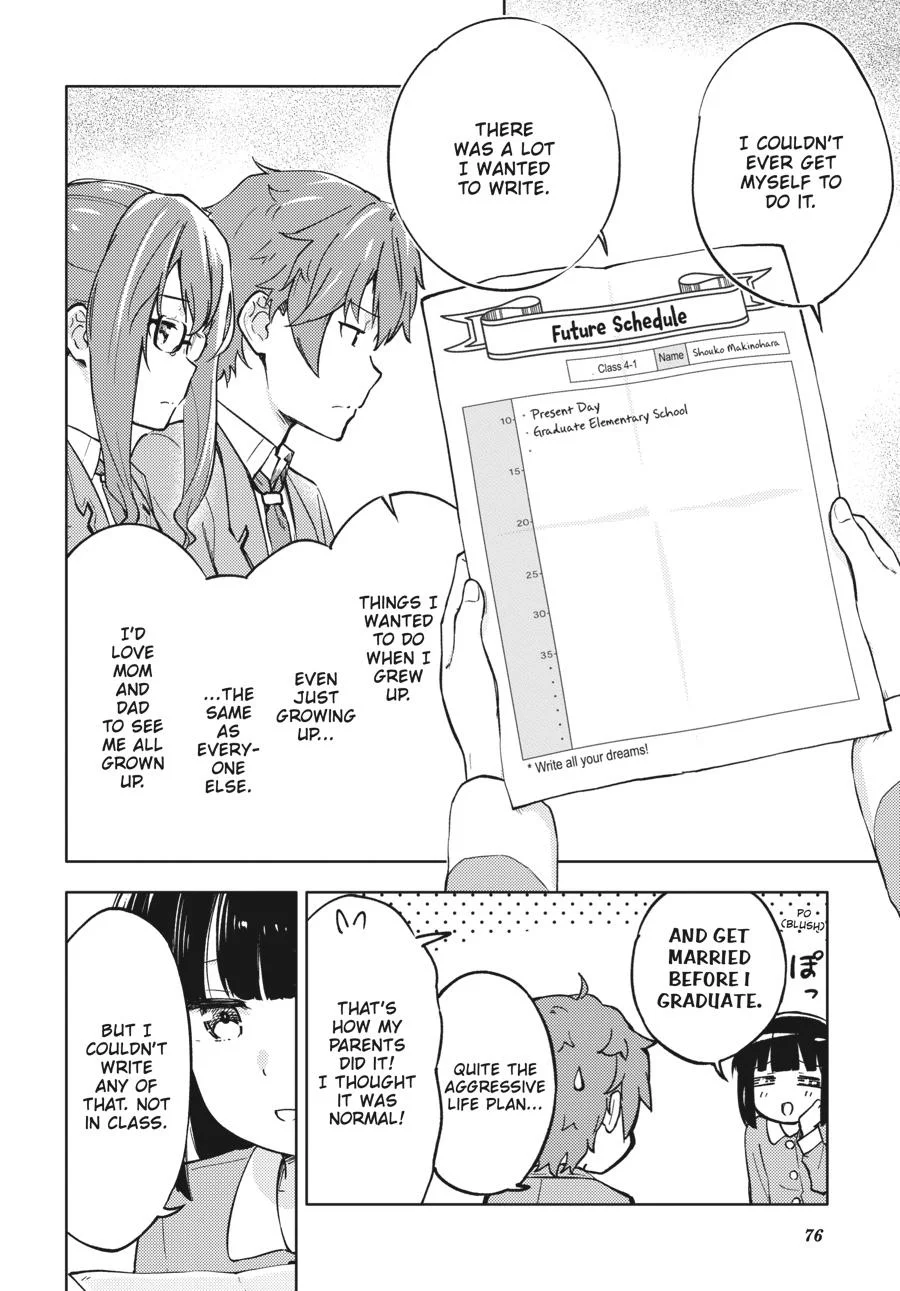 I COULDN'T
EVER GET
MYSELF TO
DO IT.
THERE
WAS A LOT
I WANTED
TO WRITE.
Future Schedule
Class 4-1
Name
Shouko Makinohara
10
・Present Day
・Graduate Elementary School
・
15
20
25
30
35
* Write all your dreams!
THINGS I
WANTED
TO DO
WHEN I
GREW
UP.
EVEN
JUST
GROWING
UP...
...THE
SAME
AS
EVERY-
ONE
ELSE.
I'D
LOVE
MOM
AND
DAD
TO SEE
ME ALL
GROWN
UP.
PO
(BLUSH)
ぽっ
AND GET
MARRIED
BEFORE I
GRADUATE.
QUITE THE
AGGRESSIVE
LIFE PLAN...
THAT'S
HOW MY
PARENTS
DID IT!
I THOUGHT
IT WAS
NORMAL!
BUT I
COULDN'T
WRITE
ANY OF
THAT. NOT
IN CLASS.
76